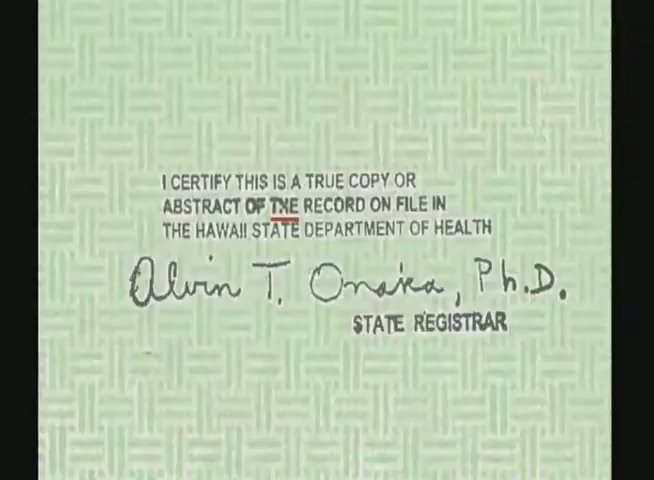 I CERTIFY THIS IS A TRUE COPY OR
ABSTRACT OF TXE RECORD ON FILE IN
THE HAWAII STATE DEPARTMENT OF HEALTH
Alvin T. Onaka, Ph.D.
STATE REGISTRAR